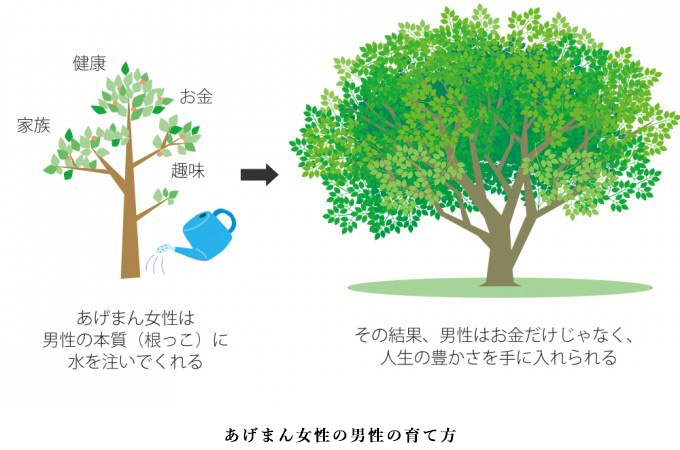 健康
お金
家族
趣味
あげまん女性は
男性の本質（根っこ）に
水を注いでくれる
その結果、男性はお金だけじゃなく、
人生の豊かさを手に入れられる
あげまん女性の男性の育て方